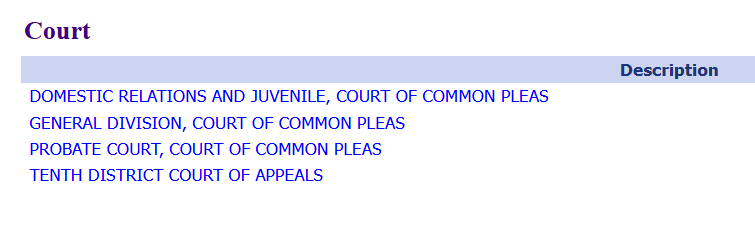 Court
Description
DOMESTIC RELATIONS AND JUVENILE, COURT OF COMMON PLEAS
GENERAL DIVISION, COURT OF COMMON PLEAS
PROBATE COURT, COURT OF COMMON PLEAS
TENTH DISTRICT COURT OF APPEALS